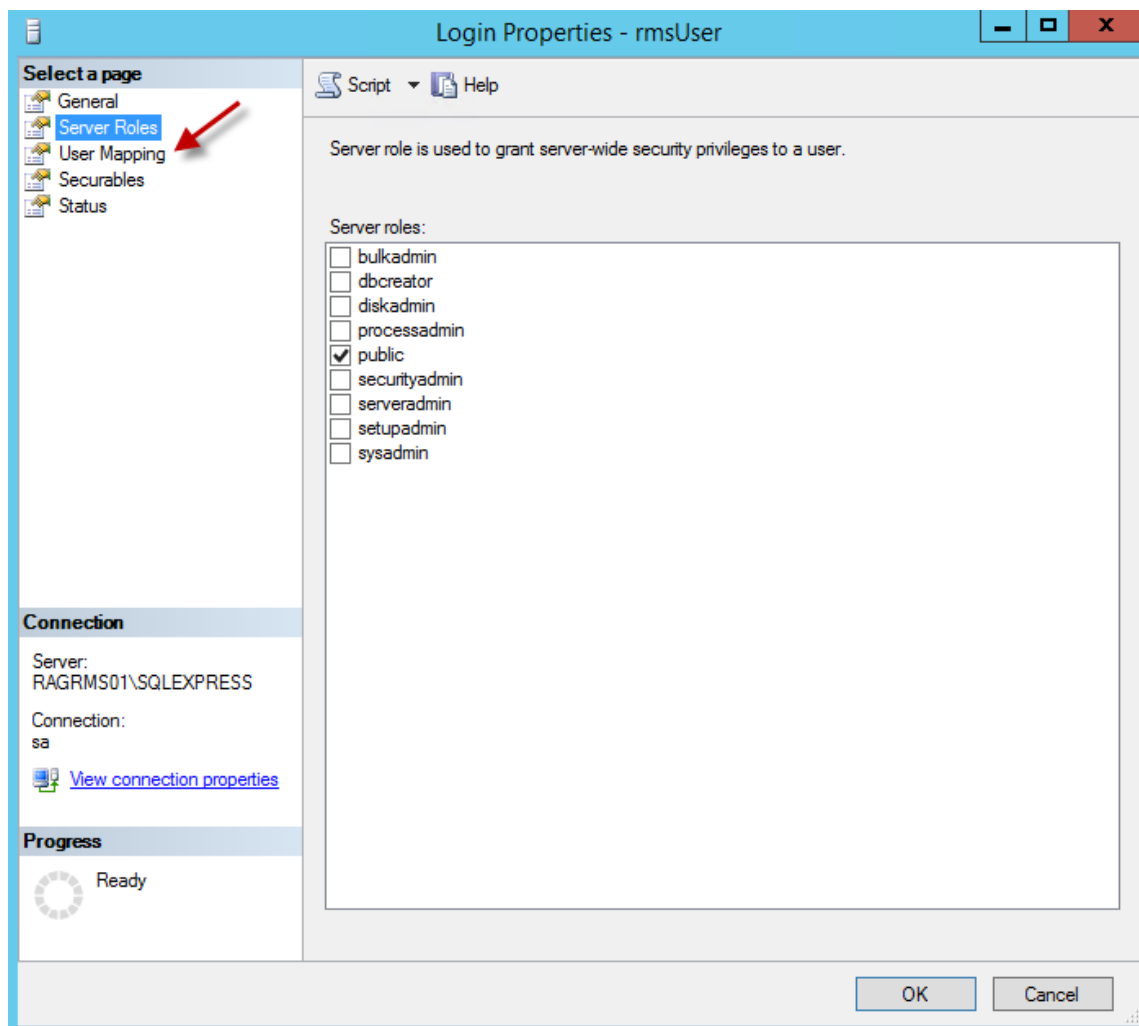 Login Properties - rmsUser
Select a page
General
Server Roles
User Mapping
Securables
Status
Script
Help
Server role is used to grant server-wide security privileges to a user.
Server roles:
bulkadmin
dbcreator
diskadmin
processadmin
public
securityadmin
serveradmin
setupadmin
sysadmin
Connection
Server:
RAGRMS01\SQLEXPRESS
Connection:
sa
View connection properties
Progress
Ready
OK
Cancel